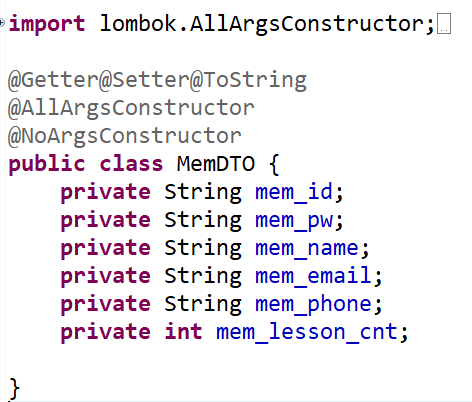 import lombok.AllArgsConstructor;
@Getter@Setter@ToString
@AllArgsConstructor
@NoArgsConstructor
public class MemDTO {
    private String mem_id;
    private String mem_pw;
    private String mem_name;
    private String mem_email;
    private String mem_phone;
    private int mem_lesson_cnt;
}